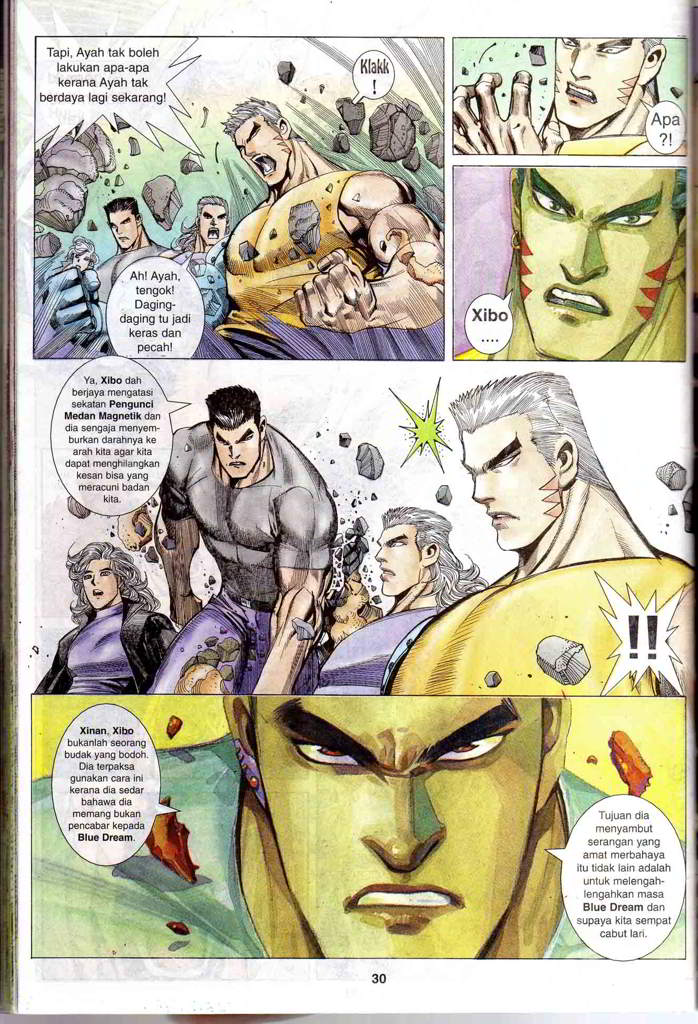 Tapi, Ayah tak boleh
lakukan apa-apa
kerana Ayah tak
berdaya lagi sekarang!
Klakk
!
Ah! Ayah,
tengok!
Daging-
daging tu jadi
keras dan
pecah!
Apa
?!
Xibo
....
Ya, Xibo dah
berjaya mengatasi
sekatan Pengunci
Medan Magnetik dan
dia sengaja menyem-
burkan darahnya ke
arah kita agar kita
dapat menghilangkan
kesan bisa yang
meracuni badan
kita.
!!
Xinan, Xibo
bukanlah seorang
budak yang bodoh.
Dia terpaksa
gunakan cara ini
kerana dia sedar
bahawa dia
memang bukan
pencabar kepada
Blue Dream.
Tujuan dia
menyambut
serangan yang
amat merbahaya
itu tidak lain adalah
untuk melengah-
lengahkan masa
Blue Dream dan
supaya kita sempat
cabut lari.
30